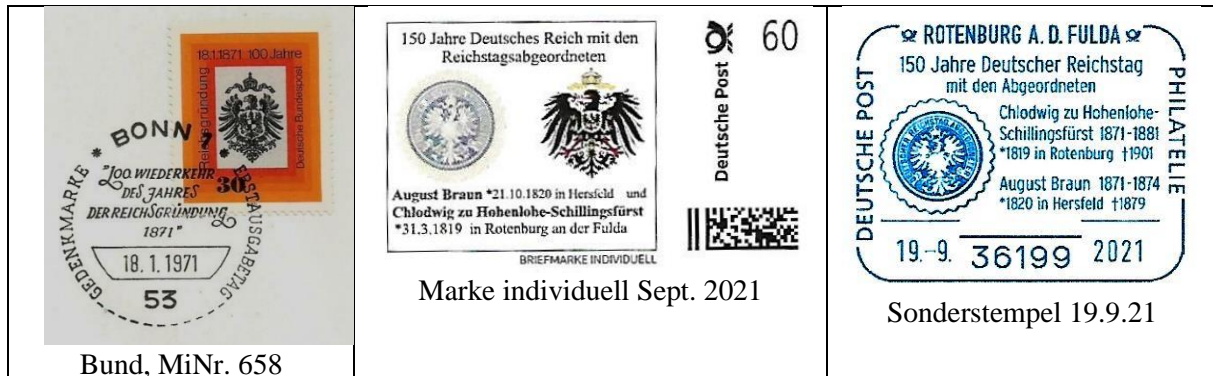 18.1.1871 100 Jahre
Reichsgründung
Deutsche Bundespost
30
* BONN *
"100. WIEDERKEHR
DES JAHRES
DER REICHSGRÜNDUNG
1871"
GEDENKMARKE
ERSTAUSGABETAG
18.1.1971
53
Bund, MiNr. 658
150 Jahre Deutsches Reich mit den
Reichstagsabgeordneten
August Braun *21.10.1820 in Hersfeld und
Chlodwig zu Hohenlohe-Schillingsfürst
*31.3.1819 in Rotenburg an der Fulda
Deutsche Post
60
BRIEFMARKE INDIVIDUELL
Marke individuell Sept. 2021
ROTENBURG A. D. FULDA
DEUTSCHE POST
PHILATELIE
150 Jahre Deutscher Reichstag
mit den Abgeordneten
Chlodwig zu Hohenlohe-
Schillingsfürst 1871-1881
*1819 in Rotenburg †1901
August Braun 1871-1874
*1820 in Hersfeld †1879
19.-9. 36199 2021
Sonderstempel 19.9.21